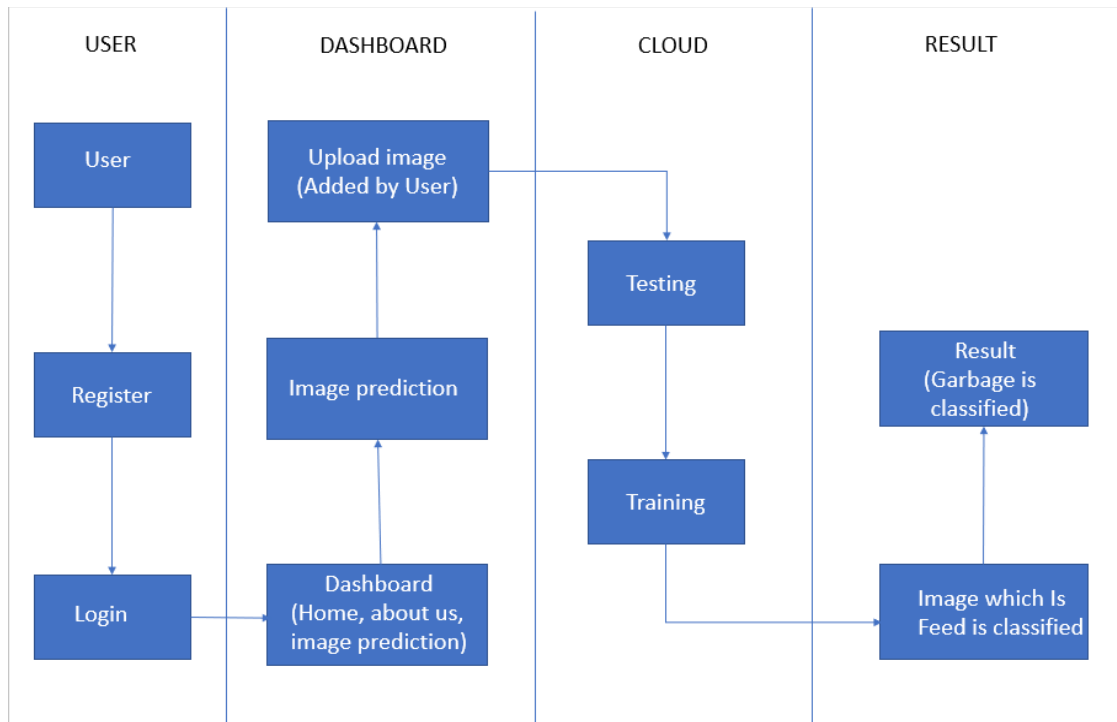 USER
DASHBOARD
CLOUD
RESULT
User
Register
Login
Upload image
(Added by User)
Image prediction
Dashboard
(Home, about us,
image prediction)
Testing
Training
Result
(Garbage is
classified)
Image which Is
Feed is classified